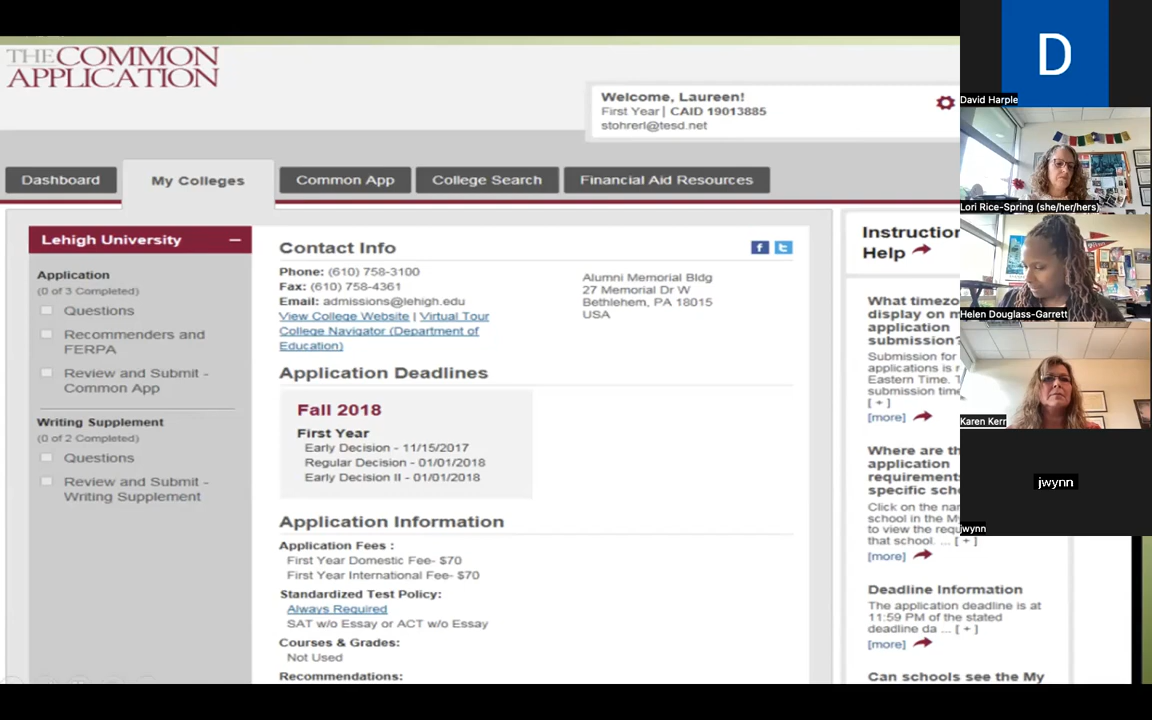 THE COMMON
APPLICATION
Welcome, Laureen!
First Year | CAID 19013885
stohrerl@tesd.net
Dashboard
My Colleges
Common App
College Search
Financial Aid Resources
Lehigh University
Application
(0 of 3 Completed)
Questions
Recommenders and
FERPA
Review and Submit -
Common App
Writing Supplement
(0 of 2 Completed)
Questions
Review and Submit -
Writing Supplement
Contact Info
Phone: (610) 758-3100
Fax: (610) 758-4361
Email: admissions@lehigh.edu
View College Website | Virtual Tour
College Navigator (Department of
Education)
Alumni Memorial Bldg
27 Memorial Dr W
Bethlehem, PA 18015
USA
Application Deadlines
Fall 2018
First Year
Early Decision - 11/15/2017
Regular Decision - 01/01/2018
Early Decision II - 01/01/2018
Application Information
Application Fees :
First Year Domestic Fee- $70
First Year International Fee- $70
Standardized Test Policy:
Always Required
SAT w/o Essay or ACT w/o Essay
Courses & Grades:
Not Used
Recommendations:
Instruction
Help
What timezo
display on m
application
submission?
Submission for
applications is r
Eastern Time. T
submission time
[ + ]
[more]
Where are th
application
requirements
specific scho
Click on the nam
school in the My
to view the requ
that school. ... [ + ]
[more]
Deadline Information
The application deadline is at
11:59 PM of the stated
deadline da ... [ + ]
[more]
Can schools see the My
D
David Harple
Lori Rice-Spring (she/her/hers)
Helen Douglass-Garrett
Karen Kerr
jwynn
jwynn